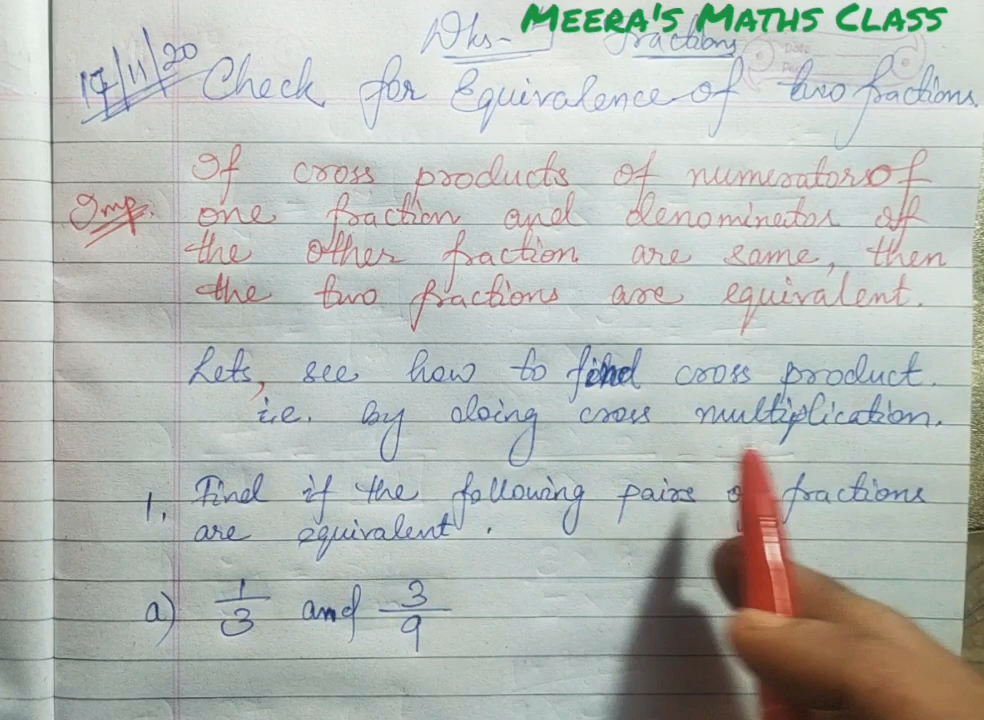 MEERA'S MATHS CLASS
Fractions
17/11/20 Check for Equivalence of two fractions.
If cross products of numerators of
Imp. one fraction and denominator of
the other fraction are same, then
the two fractions are equivalent.
Lets, see how to find cross product.
i.e. By doing cross multiplication.
1. Find if the following pairs of fractions
are equivalent.
a) 1/3 and 3/9